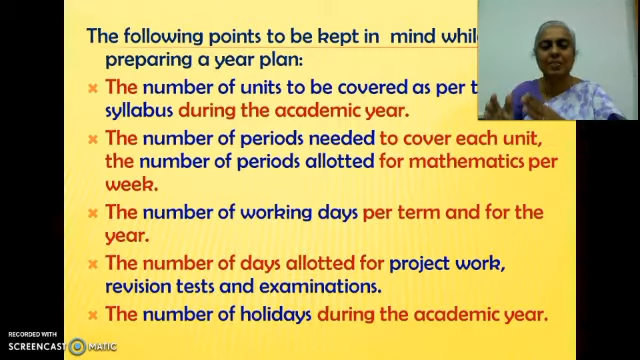 The following points to be kept in mind whil
preparing a year plan:
The number of units to be covered as per t
syllabus during the academic year.
The number of periods needed to cover each unit,
the number of periods allotted for mathematics per
week.
The number of working days per term and for the
year.
The number of days allotted for project work,
revision tests and examinations.
The number of holidays during the academic year.
RECORDED WITH
SCREENCAST MATIC